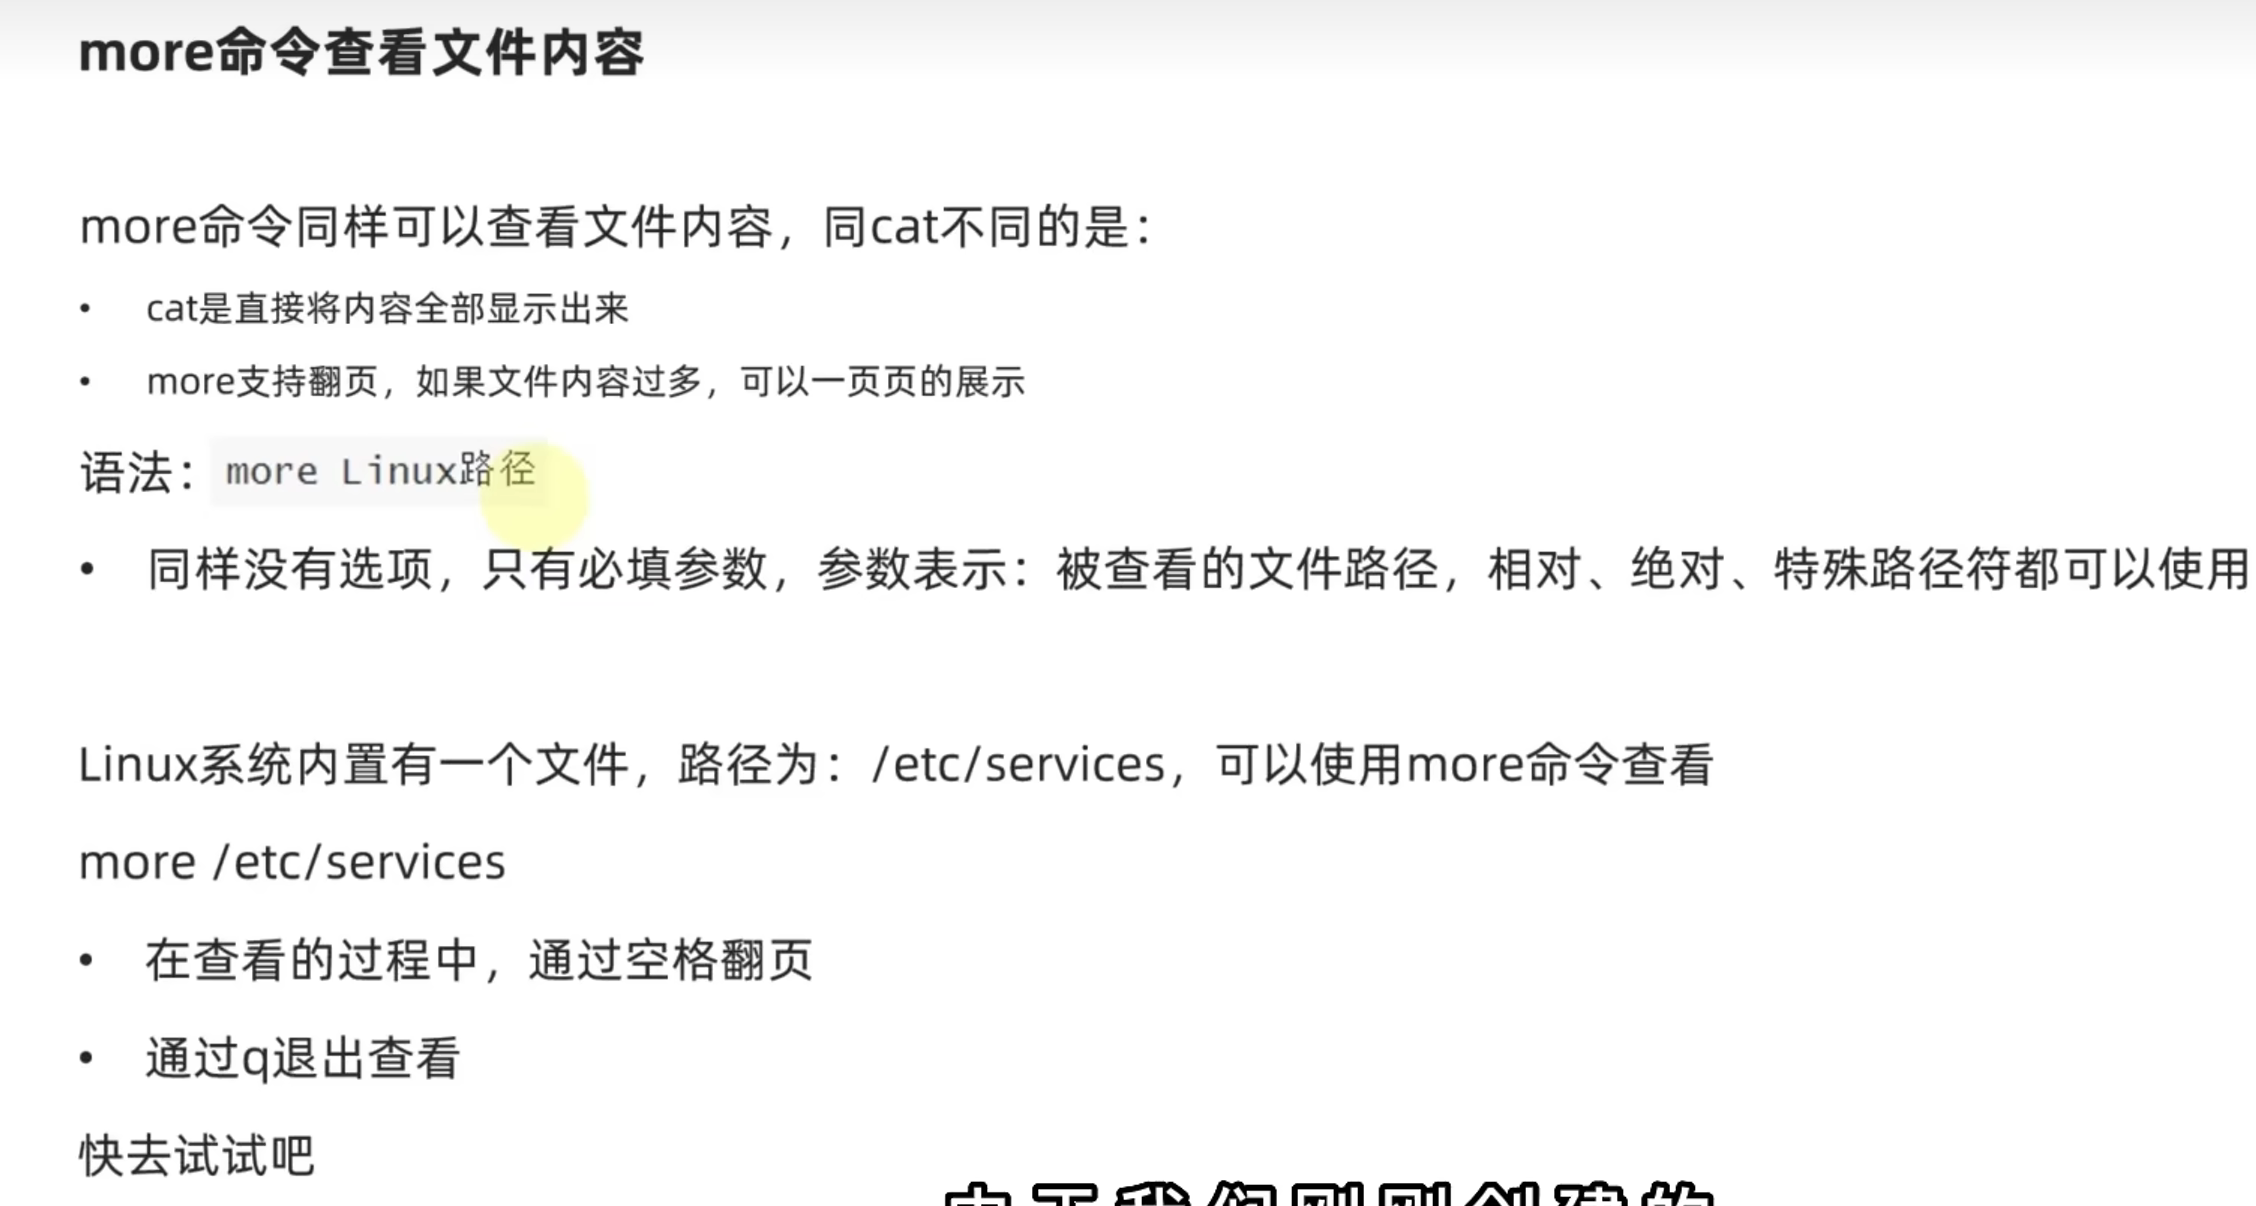 more命令查看文件内容
more命令同样可以查看文件内容，同cat不同的是：
• cat是直接将内容全部显示出来
• more支持翻页，如果文件内容过多，可以一页页的展示
语法：more Linux路径
• 同样没有选项，只有必填参数，参数表示：被查看的文件路径，相对、绝对、特殊路径符都可以使用
Linux系统内置有一个文件，路径为：/etc/services，可以使用more命令查看
more /etc/services
• 在查看的过程中，通过空格翻页
• 通过q退出查看
快去试试吧
由于我们刚刚创建的